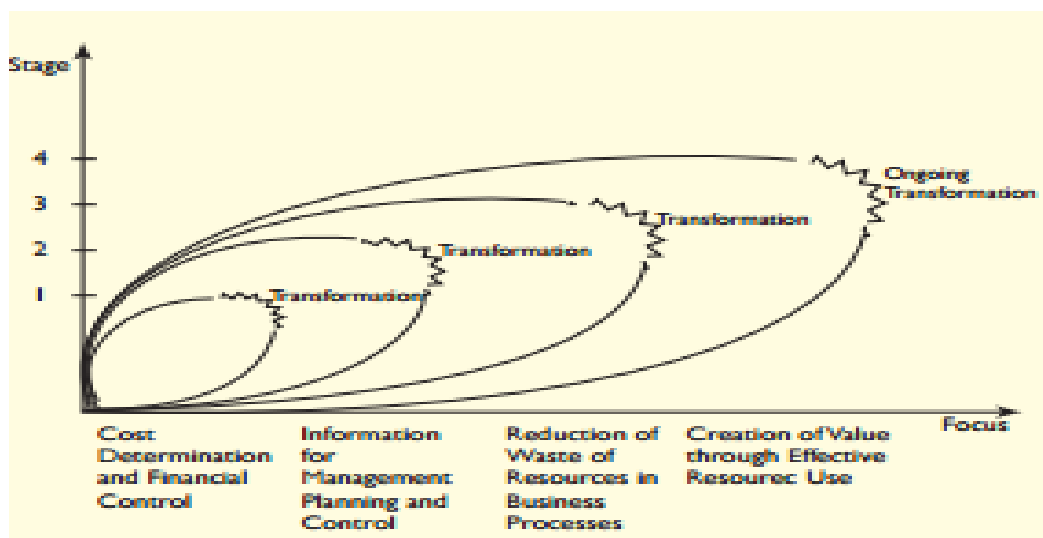 Stage
4
3
2
1
Ongoing
Transformation
Transformation
Transformation
Transformation
Focus
Cost
Determination
and Financial
Control
Information
for
Management
Planning and
Control
Reduction of
Waste of
Resources in
Business
Processes
Creation of Value
through Effective
Resourec Use